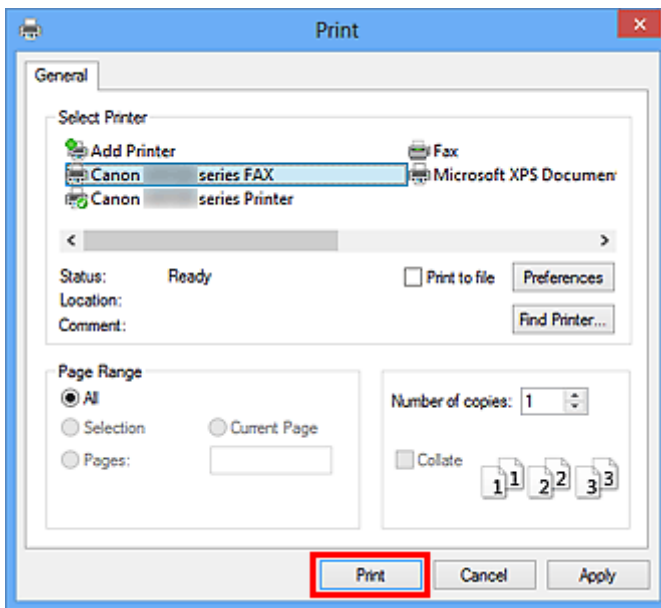 Print
General
Select Printer
Add Printer
Fax
Canon series FAX
Microsoft XPS Documen
Canon series Printer
Status: Ready
Print to file
Preferences
Location:
Comment:
Find Printer...
Page Range
All
Number of copies: 1
Selection
Current Page
Pages:
Collate
1 1 2 2 3 3
Print
Cancel
Apply